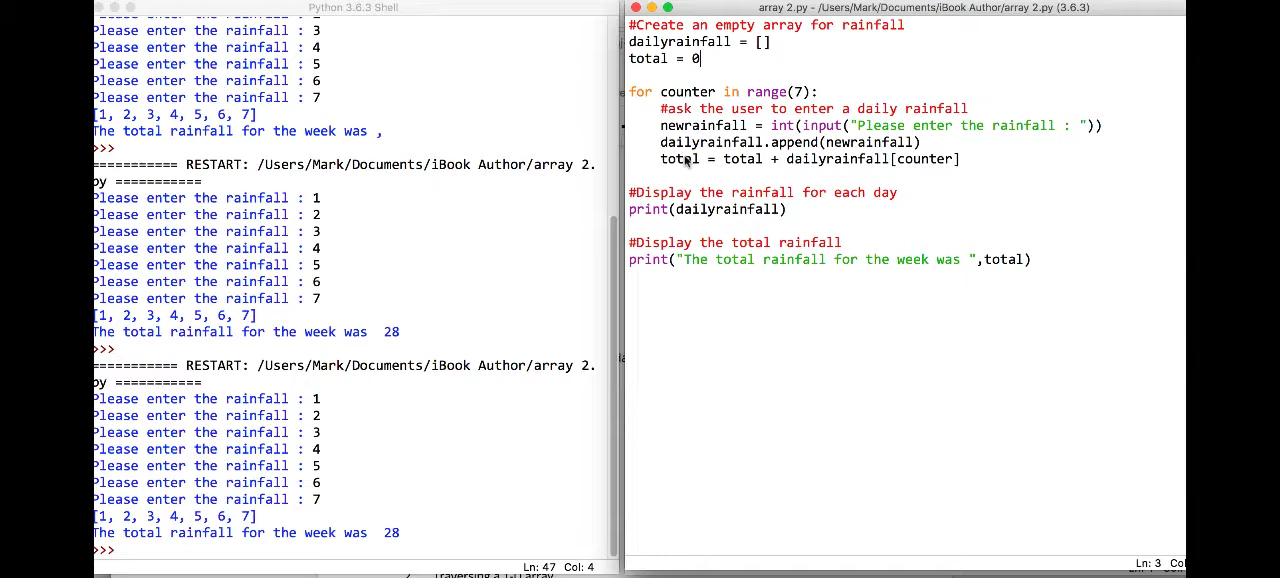 Python 3.6.3 Shell
Please enter the rainfall : 3
Please enter the rainfall : 4
Please enter the rainfall : 5
Please enter the rainfall : 6
Please enter the rainfall : 7
[1, 2, 3, 4, 5, 6, 7]
The total rainfall for the week was ,
>>>
=========== RESTART: /Users/Mark/Documents/iBook Author/array 2.
py ===========
Please enter the rainfall : 1
Please enter the rainfall : 2
Please enter the rainfall : 3
Please enter the rainfall : 4
Please enter the rainfall : 5
Please enter the rainfall : 6
Please enter the rainfall : 7
[1, 2, 3, 4, 5, 6, 7]
The total rainfall for the week was  28
>>>
=========== RESTART: /Users/Mark/Documents/iBook Author/array 2.
py ===========
Please enter the rainfall : 1
Please enter the rainfall : 2
Please enter the rainfall : 3
Please enter the rainfall : 4
Please enter the rainfall : 5
Please enter the rainfall : 6
Please enter the rainfall : 7
[1, 2, 3, 4, 5, 6, 7]
The total rainfall for the week was  28
>>>
Ln: 47 Col: 4
array 2.py - /Users/Mark/Documents/iBook Author/array 2.py (3.6.3)
#Create an empty array for rainfall
dailyrainfall = []
total = 0
for counter in range(7):
#ask the user to enter a daily rainfall
newrainfall = int(input("Please enter the rainfall : "))
dailyrainfall.append(newrainfall)
total = total + dailyrainfall[counter]
#Display the rainfall for each day
print(dailyrainfall)
#Display the total rainfall
print("The total rainfall for the week was ",total)
Ln: 3 Co